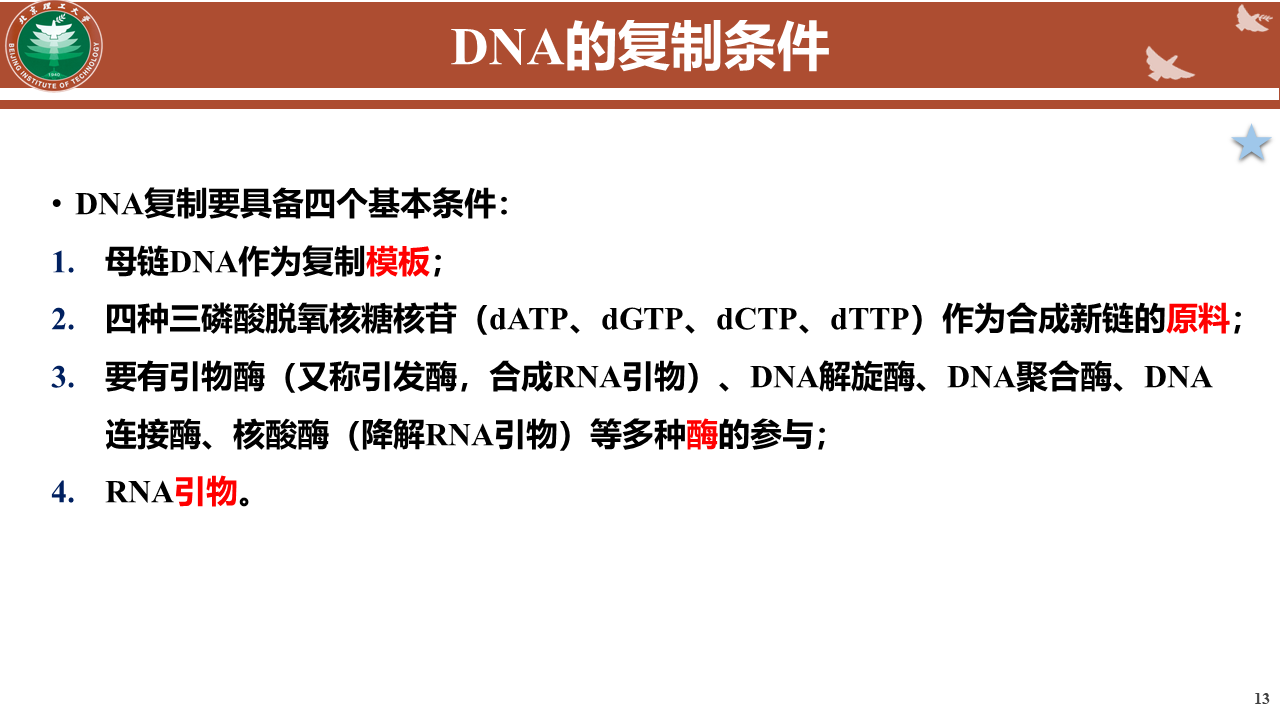 北京理工大学
BEIJING INSTITUTE OF TECHNOLOGY
1940
DNA的复制条件
• DNA复制要具备四个基本条件：
1. 母链DNA作为复制模板；
2. 四种三磷酸脱氧核糖核苷（dATP、dGTP、dCTP、dTTP）作为合成新链的原料；
3. 要有引物酶（又称引发酶，合成RNA引物）、DNA解旋酶、DNA聚合酶、DNA
连接酶、核酸酶（降解RNA引物）等多种酶的参与；
4. RNA引物。
13